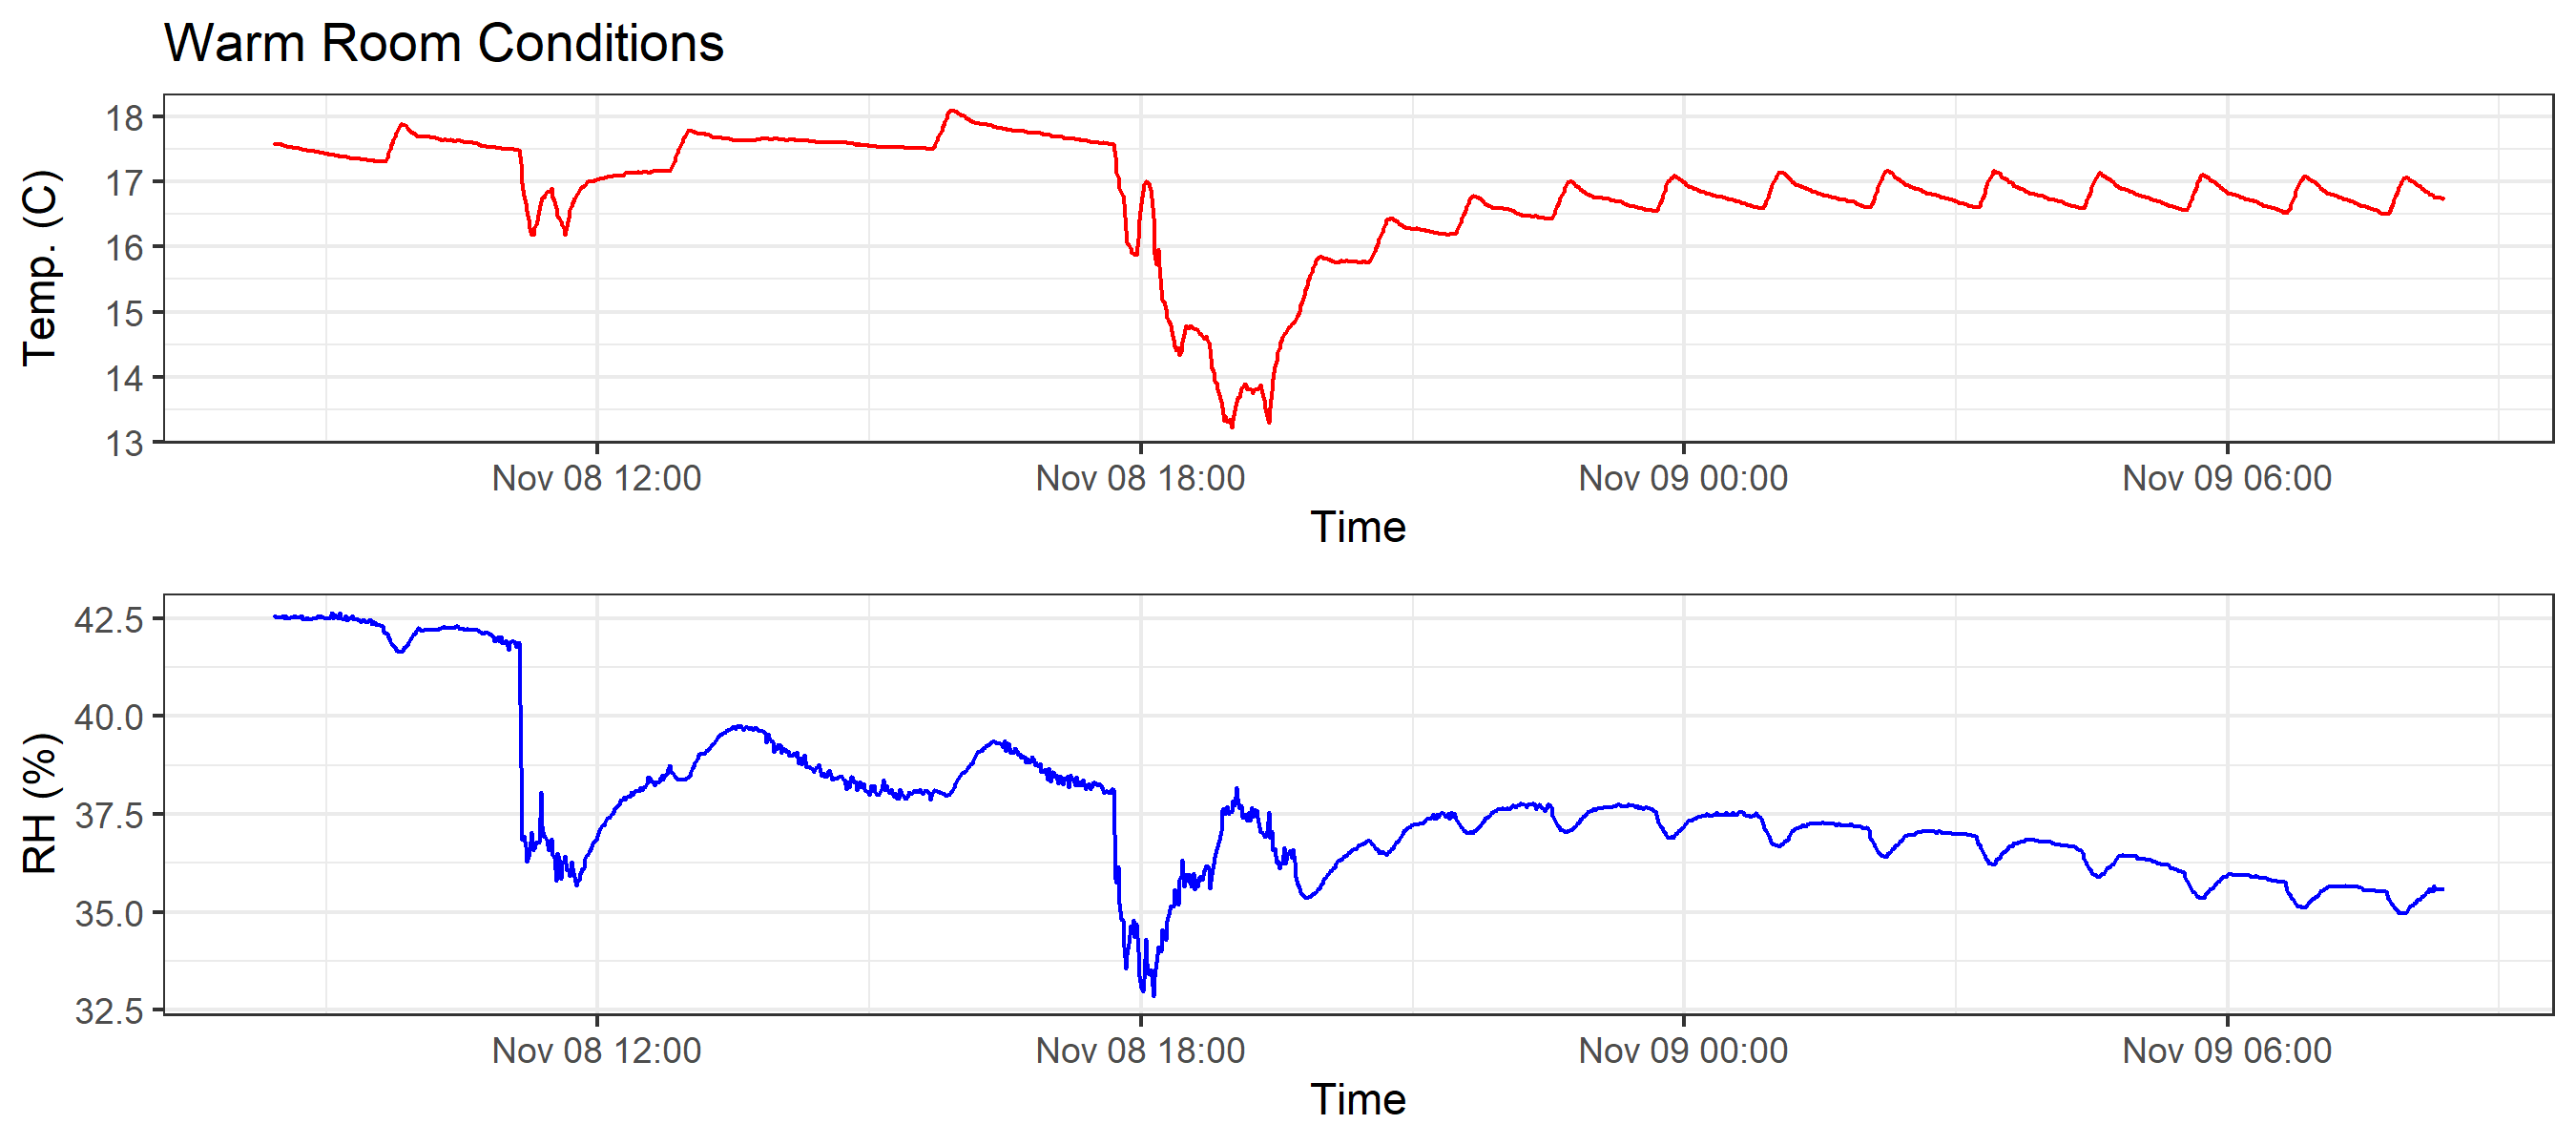 Warm Room Conditions
Temp. (C)
18
17
16
15
14
13
Nov 08 12:00 Nov 08 18:00 Nov 09 00:00 Nov 09 06:00
Time
RH (%)
42.5
40.0
37.5
35.0
32.5
Nov 08 12:00 Nov 08 18:00 Nov 09 00:00 Nov 09 06:00
Time